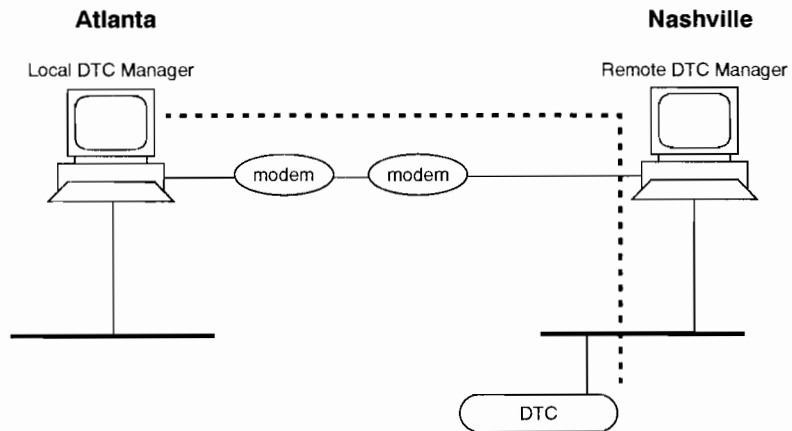 Atlanta
Nashville
Local DTC Manager
Remote DTC Manager
modem
modem
DTC